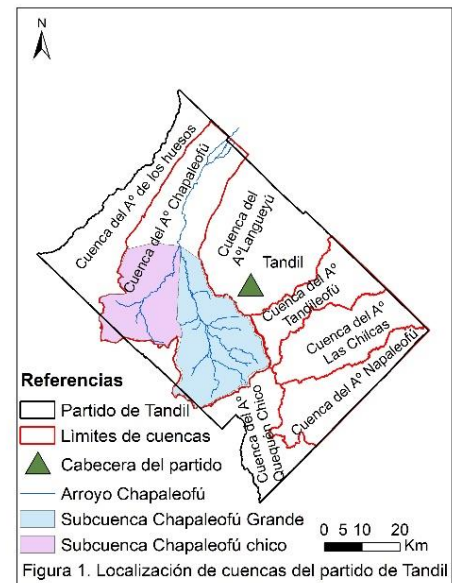 N
Cuenca del Aº de los huesos
Cuenca del Aº Chapaleofú
Cuenca del
AºLangueyú
Tandil
Cuenca del Aº
Tandileofú
Cuenca del Aº
Las Chilcas
Cuenca del Aº Napaleofú
Cuenca del Aº
Quequén Chico
Referencias
Partido de Tandil
Lìmites de cuencas
Cabecera del partido
Arroyo Chapaleofú
Subcuenca Chapaleofú Grande
Subcuenca Chapaleofú chico
0 5 10 20
Km
Figura 1. Localización de cuencas del partido de Tandil